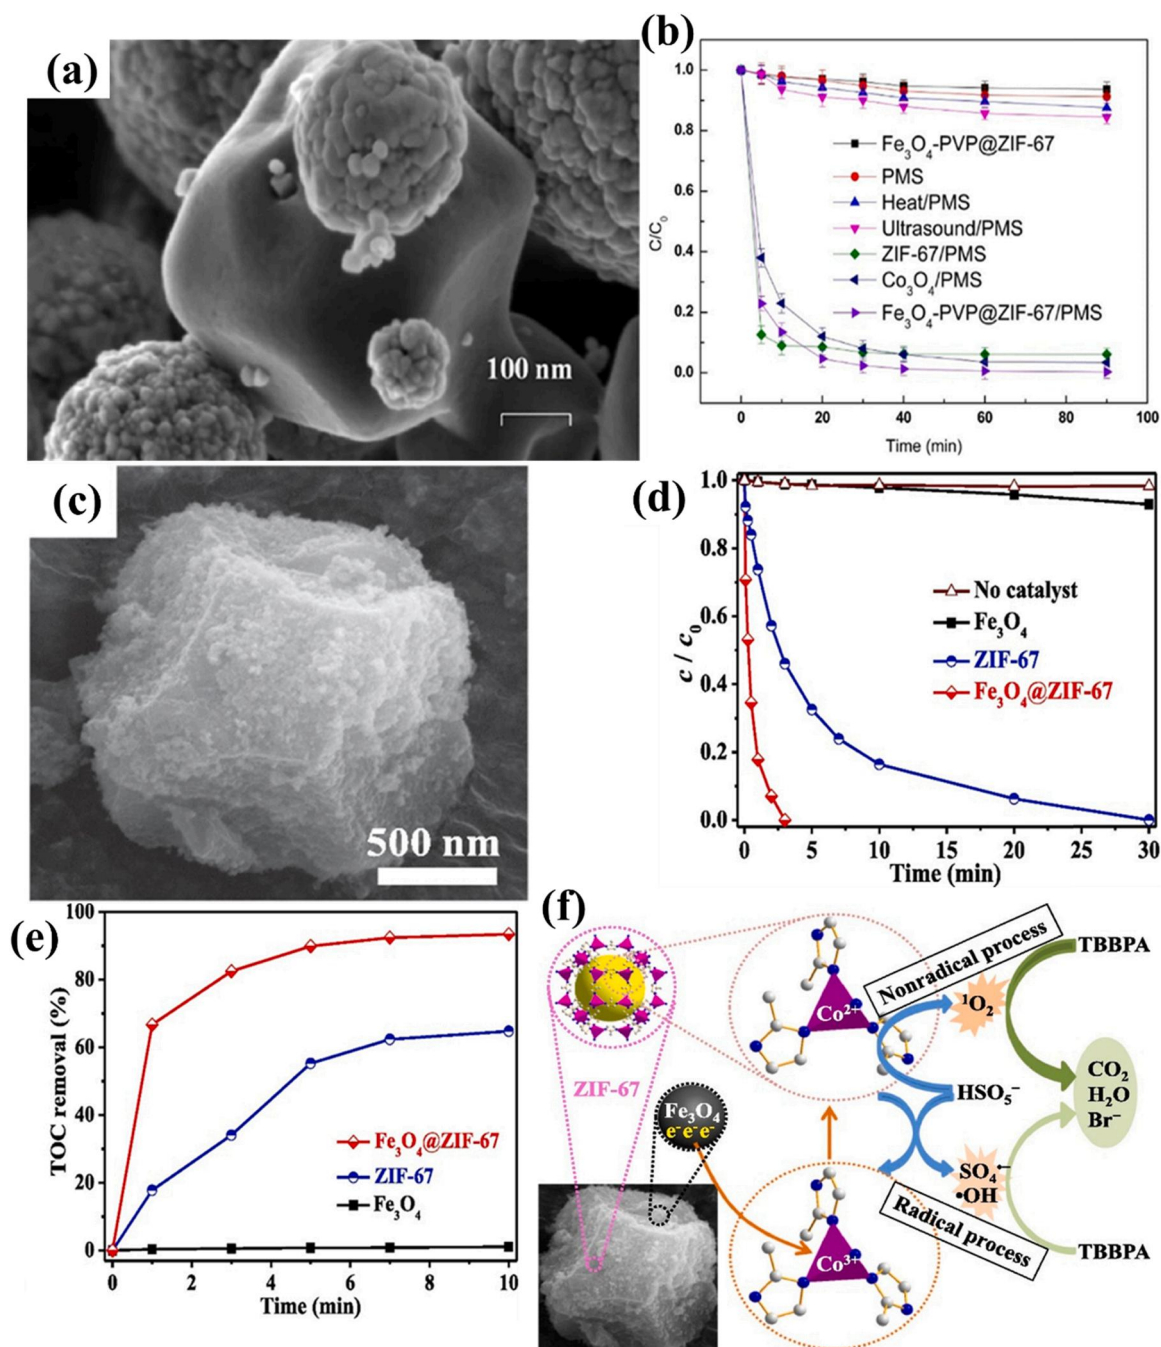 (a)
100 nm
(b)
1.0
0.8
0.6
0.4
0.2
0.0
C/C₀
0
20
40
60
80
100
Time (min)
Fe₃O₄-PVP@ZIF-67
PMS
Heat/PMS
Ultrasound/PMS
ZIF-67/PMS
Co₃O₄/PMS
Fe₃O₄-PVP@ZIF-67/PMS
(c)
500 nm
(d)
1.0
0.8
0.6
0.4
0.2
0.0
c / c₀
0
5
10
15
20
25
30
Time (min)
No catalyst
Fe₃O₄
ZIF-67
Fe₃O₄@ZIF-67
(e)
100
80
60
40
20
0
TOC removal (%)
0
2
4
6
8
10
Time (min)
Fe₃O₄@ZIF-67
ZIF-67
Fe₃O₄
(f)
ZIF-67
Fe₃O₄
e⁻e⁻e⁻
Co²⁺
Co³⁺
Nonradical process
¹O₂
TBBPA
HSO₅⁻
CO₂
H₂O
Br⁻
SO₄•⁻
•OH
Radical process
TBBPA